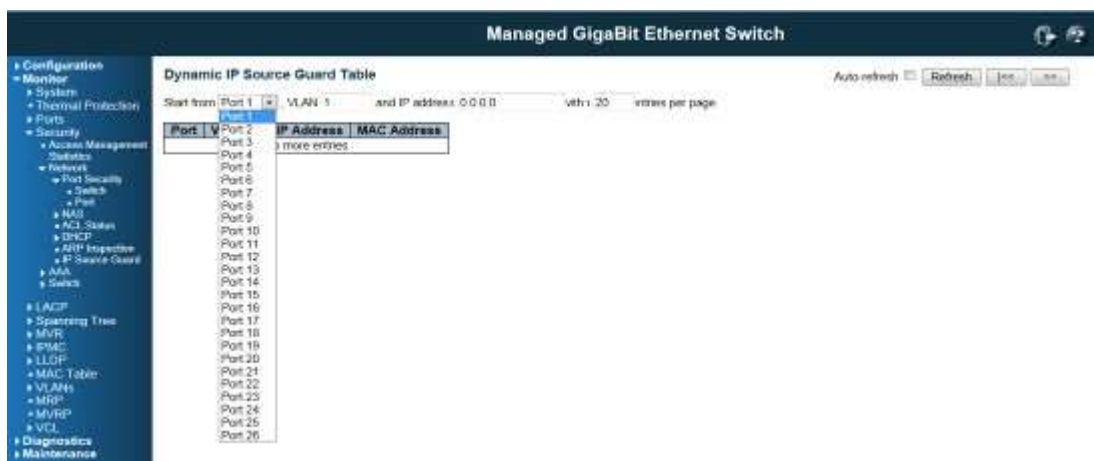 Managed GigaBit Ethernet Switch
Configuration
Monitor
System
Thermal Protection
Ports
Security
Access Management
Statistics
Network
Port Security
Switch
Port
NAS
ACL Status
DHCP
ARP Inspection
IP Source Guard
AAA
Switch
LACP
Spanning Tree
MVR
IPMC
LLDP
MAC Table
VLANs
MRP
MVRP
VCL
Diagnostics
Maintenance
Dynamic IP Source Guard Table
Auto-refresh Refresh |<< >>
Start from Port 1 , VLAN 1 and IP address 0.0.0.0 with 20 entries per page
Port V IP Address MAC Address
more entries
Port 1
Port 2
Port 3
Port 4
Port 5
Port 6
Port 7
Port 8
Port 9
Port 10
Port 11
Port 12
Port 13
Port 14
Port 15
Port 16
Port 17
Port 18
Port 19
Port 20
Port 21
Port 22
Port 23
Port 24
Port 25
Port 26